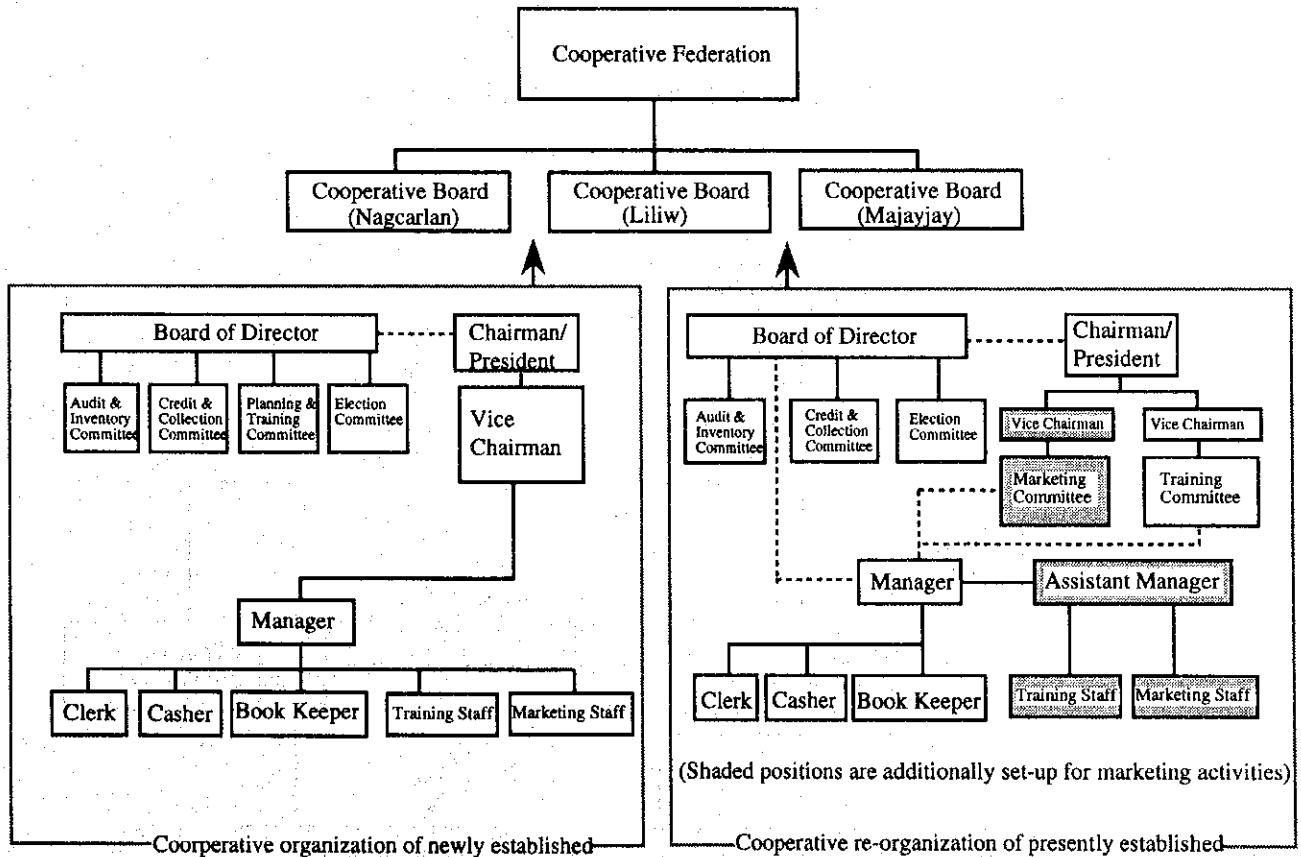 Cooperative Federation
Cooperative Board
(Nagcarlan)
Cooperative Board
(Liliw)
Cooperative Board
(Majayjay)
Board of Director
Chairman/
President
Audit &
Inventory
Committee
Credit &
Collection
Committee
Planning &
Training
Committee
Election
Committee
Vice
Chairman
Manager
Clerk
Casher
Book Keeper
Training Staff
Marketing Staff
Coorperative organization of newly established
Board of Director
Chairman/
President
Audit &
Inventory
Committee
Credit &
Collection
Committee
Election
Committee
Vice Chairman
Vice Chairman
Marketing
Committee
Training
Committee
Manager
Assistant Manager
Clerk
Casher
Book Keeper
Training Staff
Marketing Staff
(Shaded positions are additionally set-up for marketing activities)
Cooperative re-organization of presently established